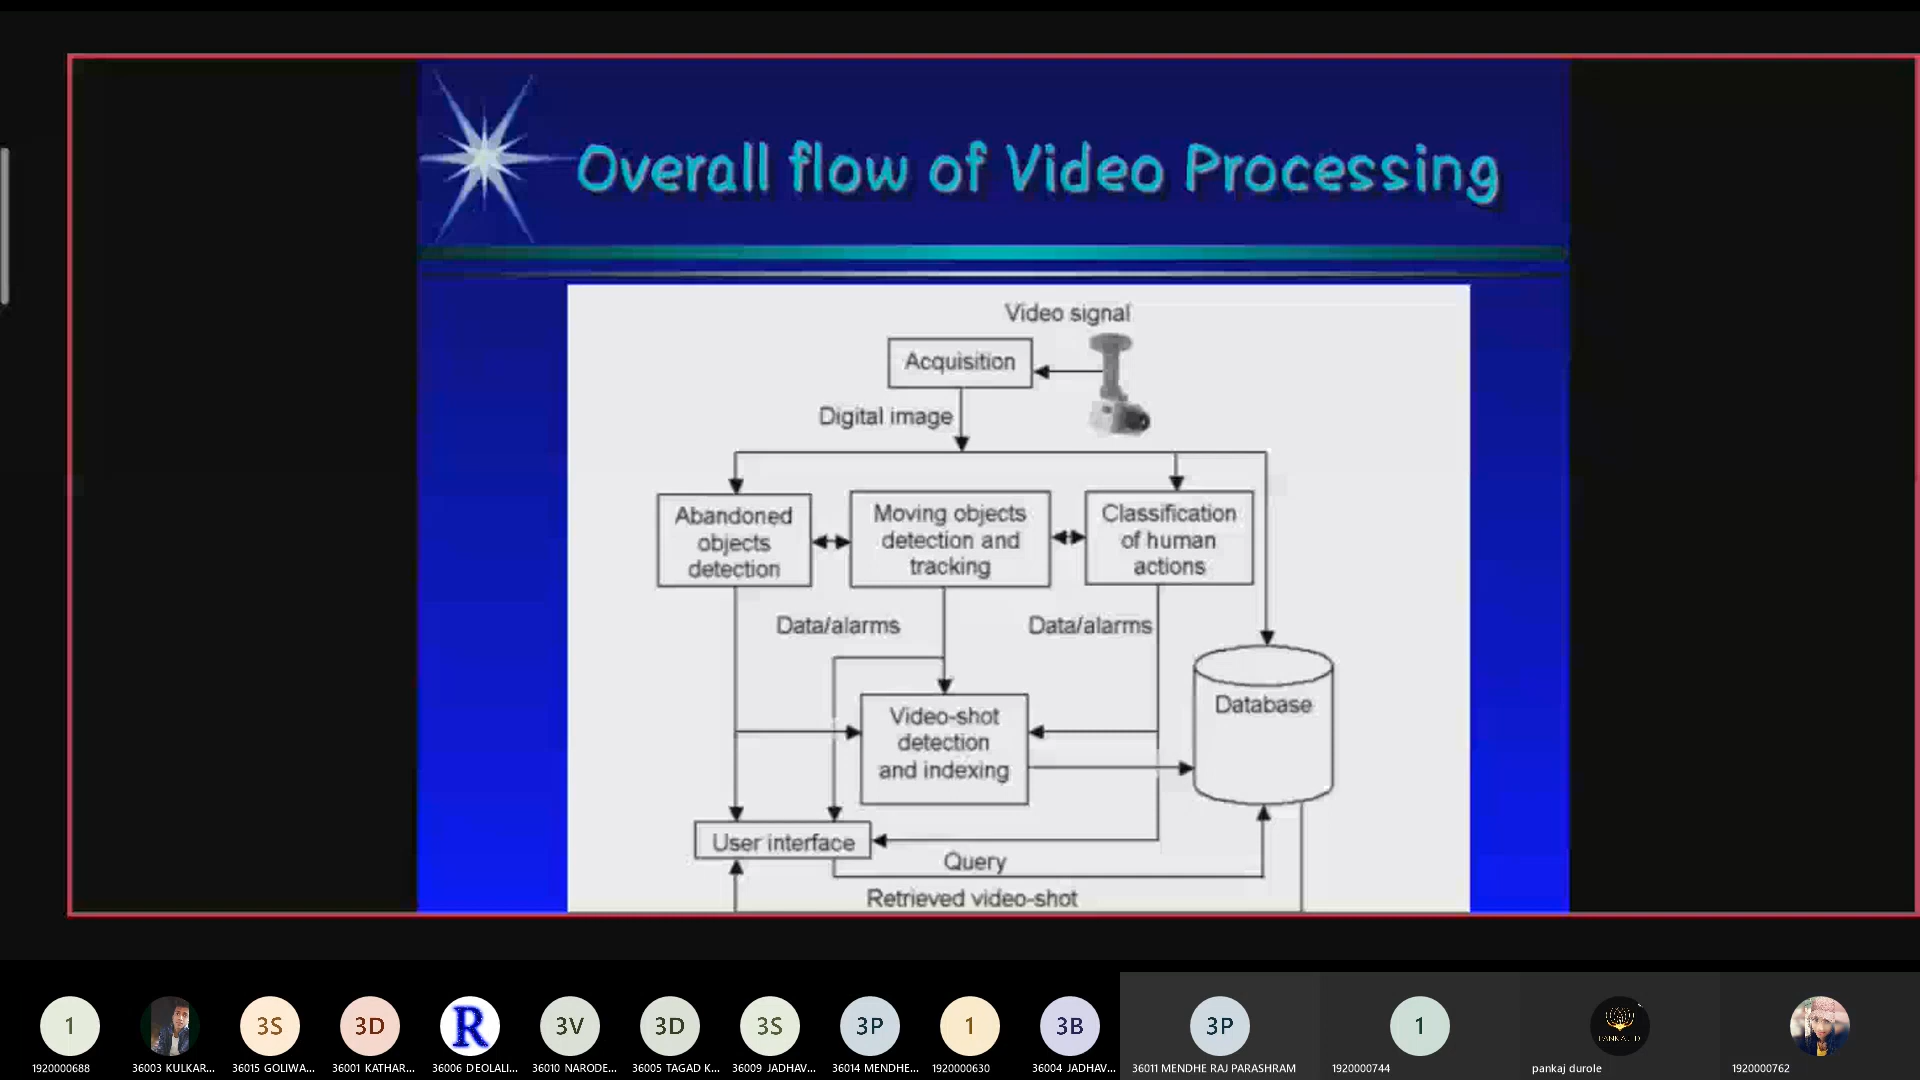 Overall flow of Video Processing
Video signal
Acquisition
Digital image
Abandoned
objects
detection
Moving objects
detection and
tracking
Classification
of human
actions
Data/alarms
Data/alarms
Video-shot
detection
and indexing
Database
User interface
Query
Retrieved video-shot
1
3S
3D
R
3V
3D
3S
3P
1
3B
3P
1
PANKAJ D
1920000688
36003 KULKAR...
36015 GOLIWA...
36001 KATHAR...
36006 DEOLALI...
36010 NARODE...
36005 TAGAD K...
36009 JADHAV...
36014 MENDHE...
1920000630
36004 JADHAV...
36011 MENDHE RAJ PARASHRAM
1920000744
pankaj durole
1920000762